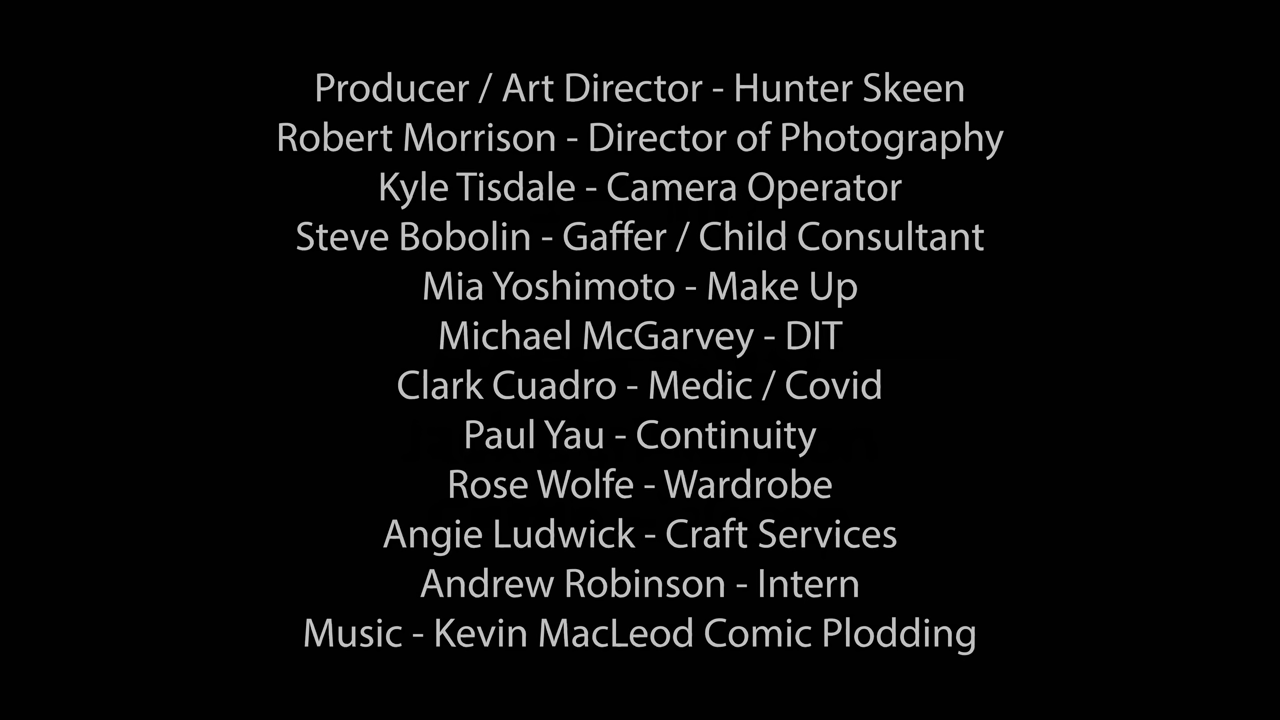 Producer / Art Director - Hunter Skeen
Robert Morrison - Director of Photography
Kyle Tisdale - Camera Operator
Steve Bobolin - Gaffer / Child Consultant
Mia Yoshimoto - Make Up
Michael McGarvey - DIT
Clark Cuadro - Medic / Covid
Paul Yau - Continuity
Rose Wolfe - Wardrobe
Angie Ludwick - Craft Services
Andrew Robinson - Intern
Music - Kevin MacLeod Comic Plodding